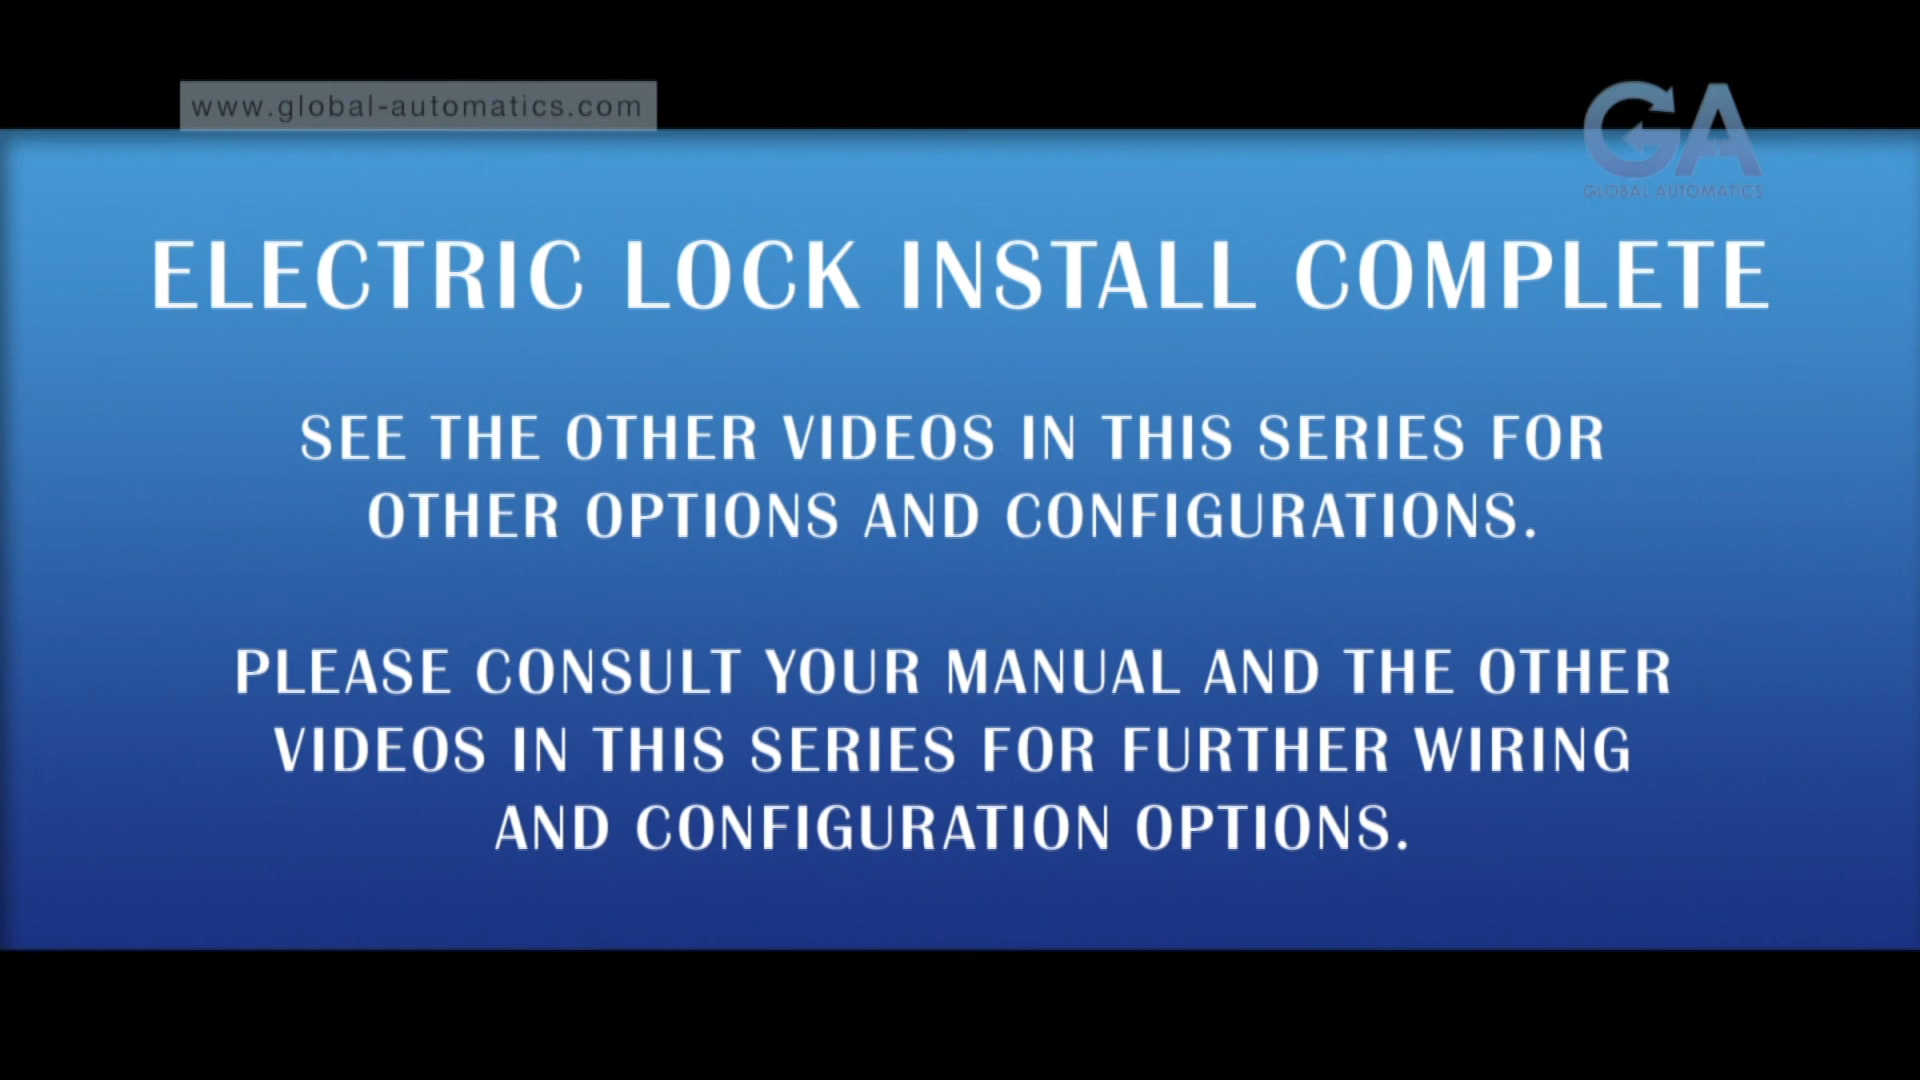 www.global-automatics.com
GA
GLOBAL AUTOMATICS
ELECTRIC LOCK INSTALL COMPLETE
SEE THE OTHER VIDEOS IN THIS SERIES FOR
OTHER OPTIONS AND CONFIGURATIONS.
PLEASE CONSULT YOUR MANUAL AND THE OTHER
VIDEOS IN THIS SERIES FOR FURTHER WIRING
AND CONFIGURATION OPTIONS.